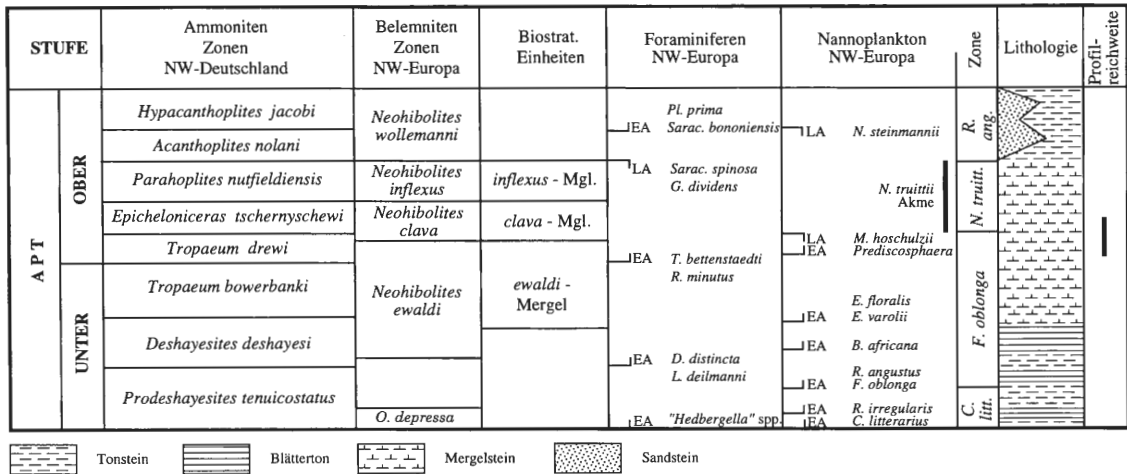 STUFE
Ammoniten
Zonen
NW-Deutschland
Belemniten
Zonen
NW-Europa
Biostrat.
Einheiten
Foraminiferen
NW-Europa
Nannoplankton
NW-Europa
Zone
Lithologie
Profil-
reichweite
APT
OBER
UNTER
Hypacanthoplites jacobi
Acanthoplites nolani
Parahoplites nutfieldiensis
Epicheloniceras tschernyschewi
Tropaeum drewi
Tropaeum bowerbanki
Deshayesites deshayesi
Prodeshayesites tenuicostatus
Neohibolites
wollemanni
Neohibolites
inflexus
Neohibolites
clava
Neohibolites
ewaldi
O. depressa
inflexus - Mgl.
clava - Mgl.
ewaldi -
Mergel
Pl. prima
EA Sarac. bononiensis
LA Sarac. spinosa
G. dividens
EA T. bettenstaedti
R. minutus
EA D. distincta
L. deilmanni
EA "Hedbergella" spp.
LA N. steinmannii
N. truittii
Akme
LA M. hoschulzii
EA Prediscosphaera
E. floralis
EA E. varolii
EA B. africana
R. angustus
EA F. oblonga
EA R. irregularis
EA C. litterarius
R.
ang.
N. truitt.
F. oblonga
C.
litt.
Tonstein
Blätterton
Mergelstein
Sandstein